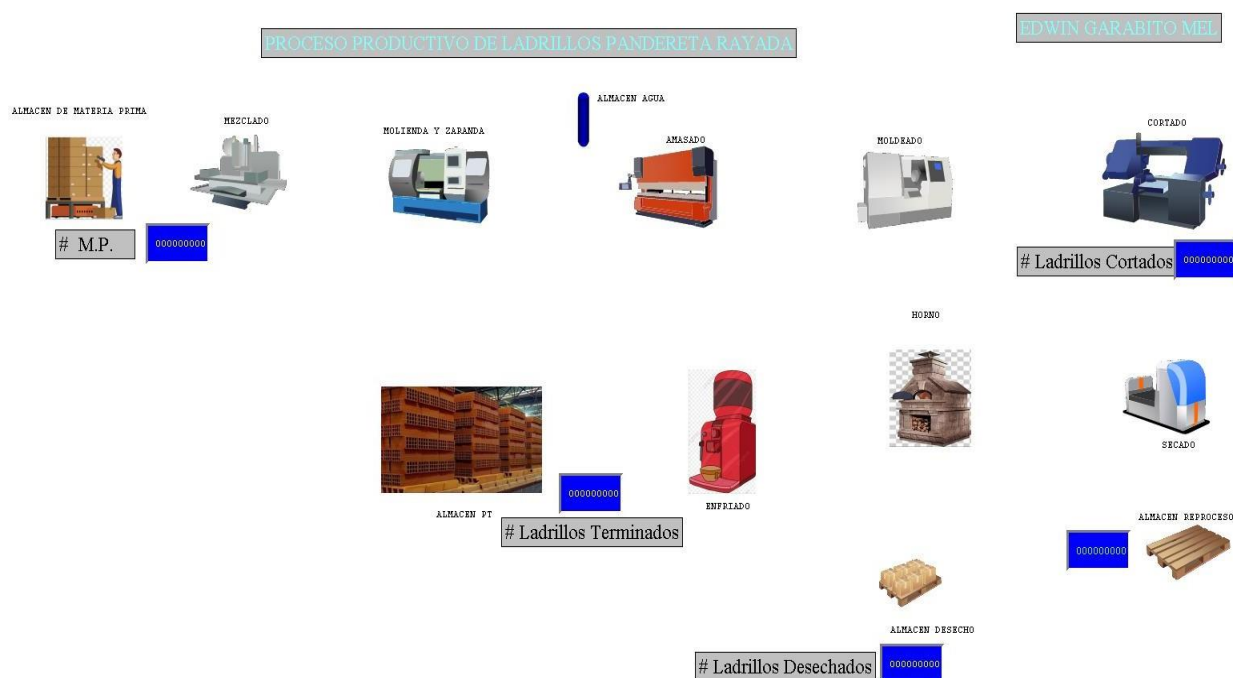 PROCESO PRODUCTIVO DE LADRILLOS PANDERETA RAYADA
EDWIN GARABITO MEL
ALMACEN DE MATERIA PRIMA
MEZCLADO
MOLIENDA Y ZARANDA
ALMACEN AGUA
AMASADO
MOLDEADO
CORTADO
# M.P.
000000000
# Ladrillos Cortados
000000000
HORNO
SECADO
ENFRIADO
ALMACEN PT
000000000
# Ladrillos Terminados
ALMACEN REPROCESO
000000000
ALMACEN DESECHO
# Ladrillos Desechados
000000000